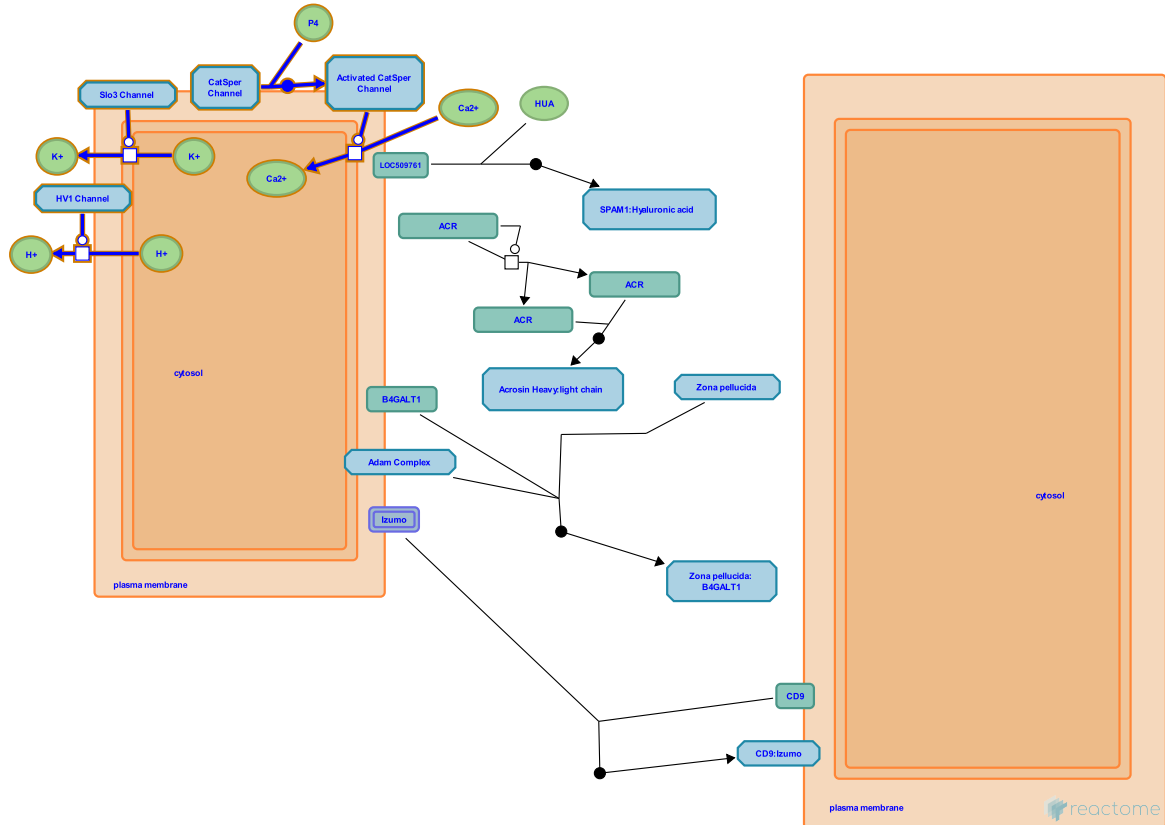 P4
CatSper
Channel
Activated CatSper
Channel
Slo3 Channel
Ca2+
HUA
K+
K+
LOC509761
Ca2+
HV1 Channel
SPAM1:Hyaluronic acid
ACR
H+
H+
ACR
ACR
cytosol
Acrosin Heavy:light chain
Zona pellucida
B4GALT1
Adam Complex
cytosol
Izumo
Zona pellucida:
B4GALT1
plasma membrane
CD9
CD9:Izumo
plasma membrane
reactome